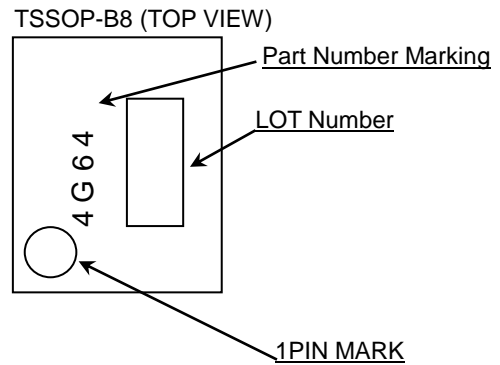 TSSOP-B8 (TOP VIEW)
Part Number Marking
LOT Number
4G64
1PIN MARK